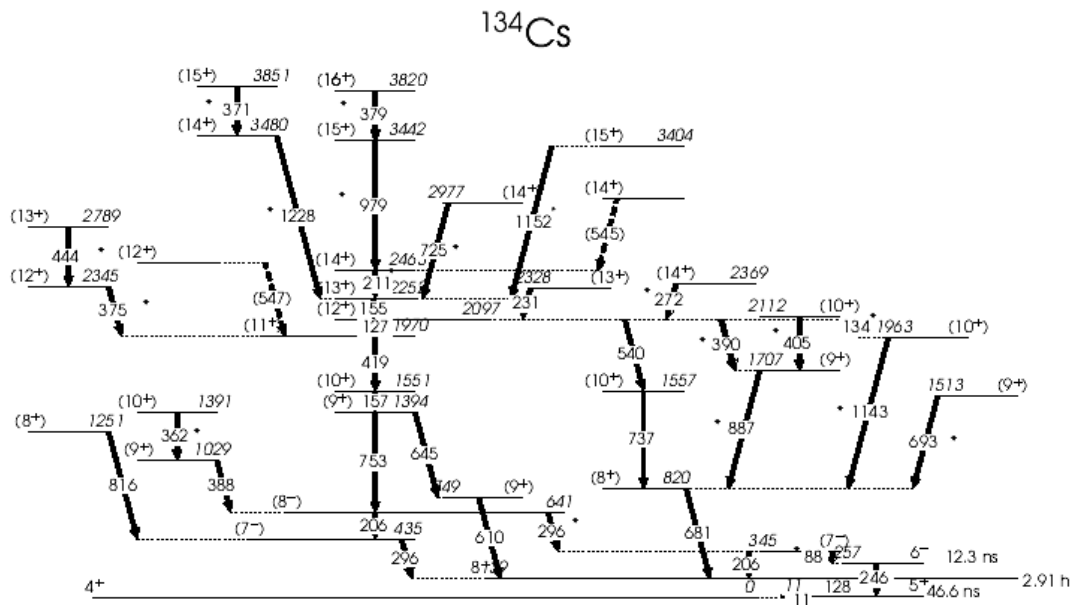 134Cs
(15+) 3851 (16+) 3820
371 379
(14+) 3480 (15+) 3442 (15+) 3404
2977 (14+) (14+)
(13+) 2789 1228 979 1152
444 (12+) 725 (545)
(12+) 2345 (14+) (13+) (14+) 2369
375 (547) (13+) 211 2328 231 272
(12+) 155 2097 2112 (10+)
(11+) 127 1970 134 1963 (10+)
419 540 390 405
(10+) 1551 (10+) 1557 1707 (9+)
(10+) 1391 (9+) 157 1394 1513 (9+)
(8+) 1251 362 737 887 1143 693
(9+) 1029 753 645
816 388 (9+) (8+) 820
(8−) 641
(7−) 206 435 296 610 681 345 (7−)
296 206 88 257 6− 12.3 ns
8+ 2.91 h
4+ 0 11 128 246 5+ 46.6 ns
11